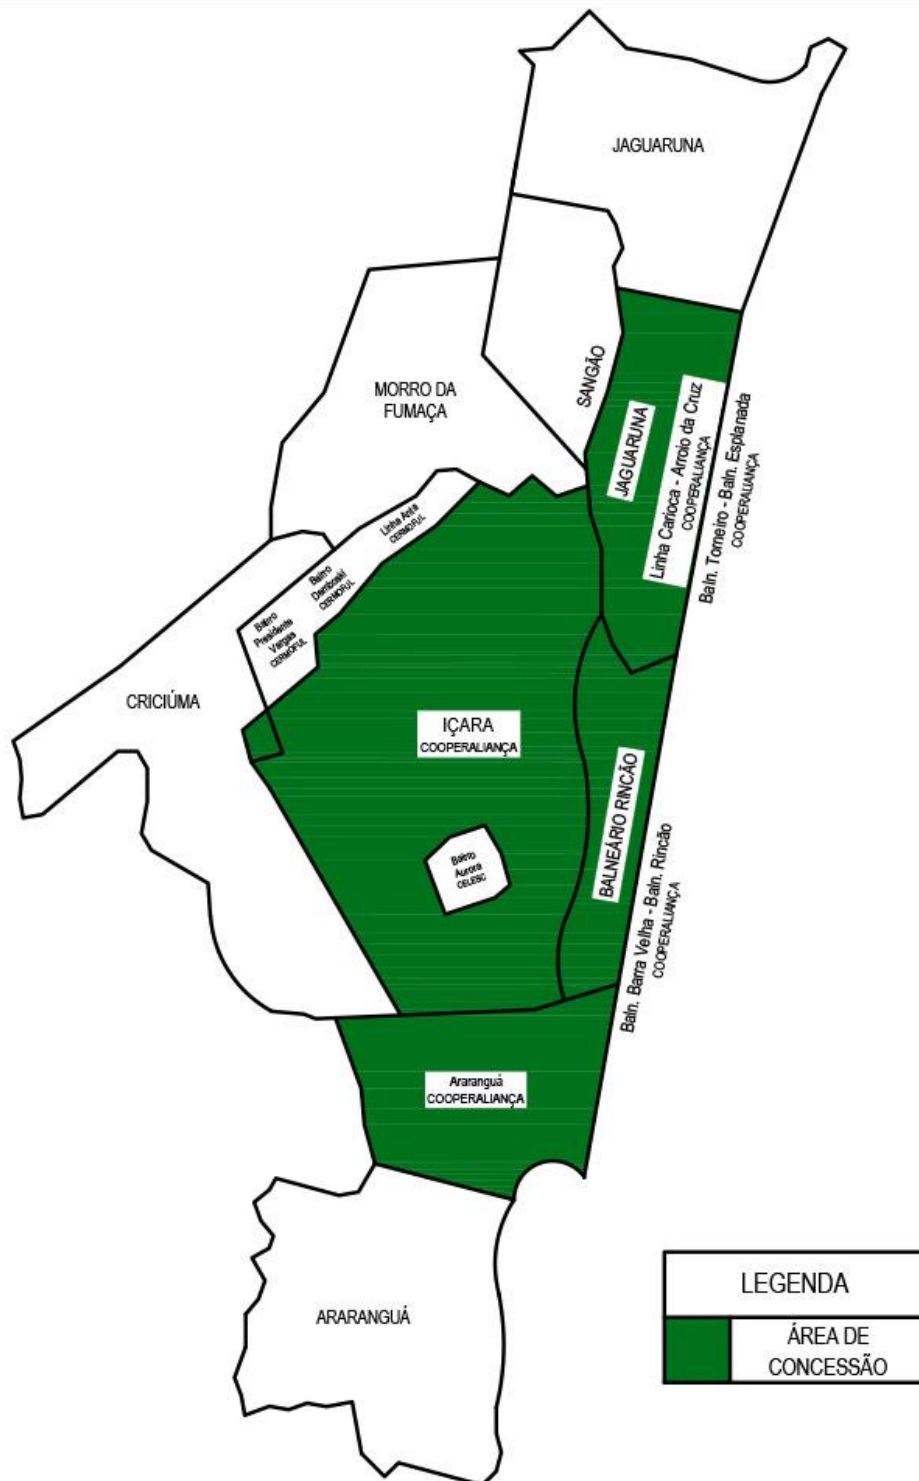 JAGUARUNA
SANGÃO
MORRO DA
FUMAÇA
JAGUARUNA
Linha Carioca - Arroio da Cruz
COOPERALIANÇA
Baln. Torneiro - Baln. Esplanada
COOPERALIANÇA
Linha Anta
CERMOFUL
Bairro
Demboski
CERMOFUL
Bairro
Presidente
Vargas
CERMOFUL
CRICIÚMA
IÇARA
COOPERALIANÇA
BALNEÁRIO RINCÃO
Bairro
Aurora
CELESC
Baln. Barra Velha - Baln. Rincão
COOPERALIANÇA
Araranguá
COOPERALIANÇA
ARARANGUÁ
LEGENDA
ÁREA DE
CONCESSÃO